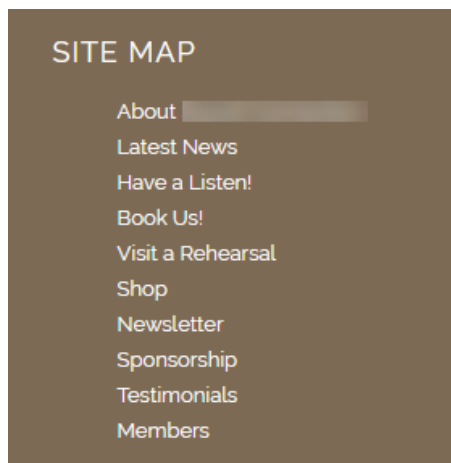 SITE MAP
About
Latest News
Have a Listen!
Book Us!
Visit a Rehearsal
Shop
Newsletter
Sponsorship
Testimonials
Members